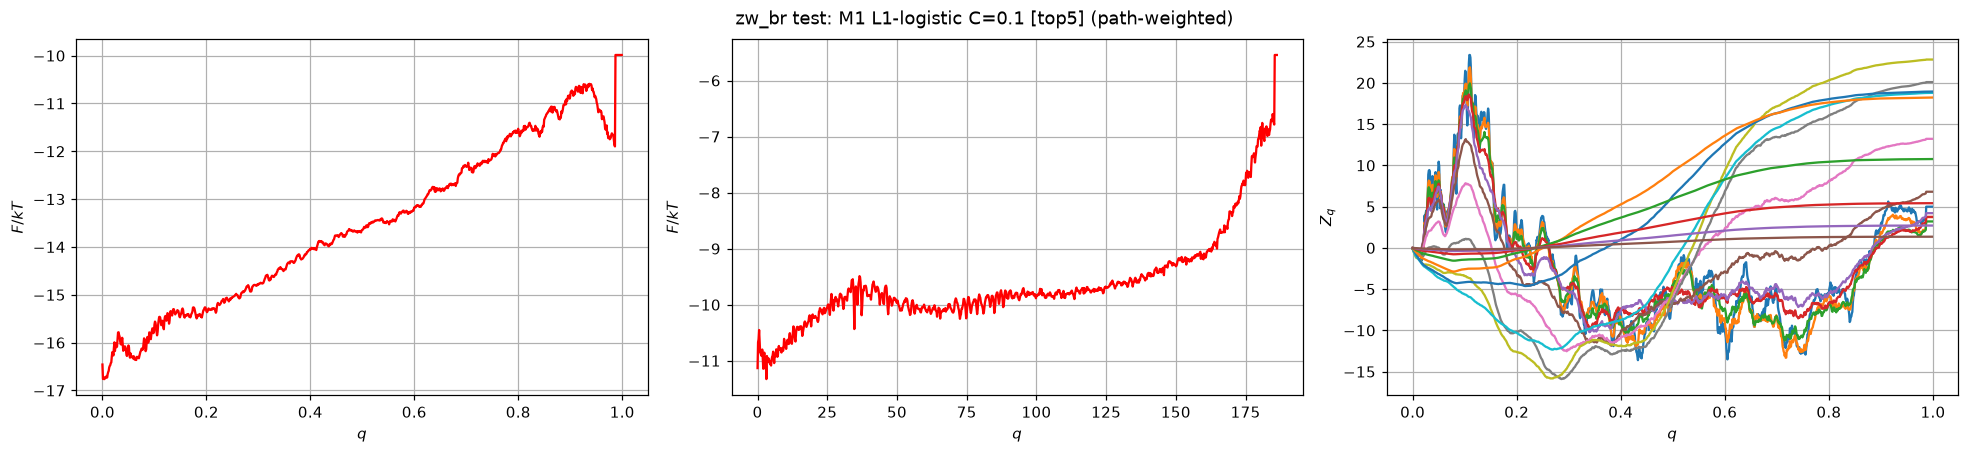 zw_br test: M1 L1-logistic C=0.1 [top5] (path-weighted)
F/kT
−10
−11
−12
−13
−14
−15
−16
−17
0.0 0.2 0.4 0.6 0.8 1.0
q
F/kT
−6
−7
−8
−9
−10
−11
0 25 50 75 100 125 150 175
q
Zq
25
20
15
10
5
0
−5
−10
−15
0.0 0.2 0.4 0.6 0.8 1.0
q